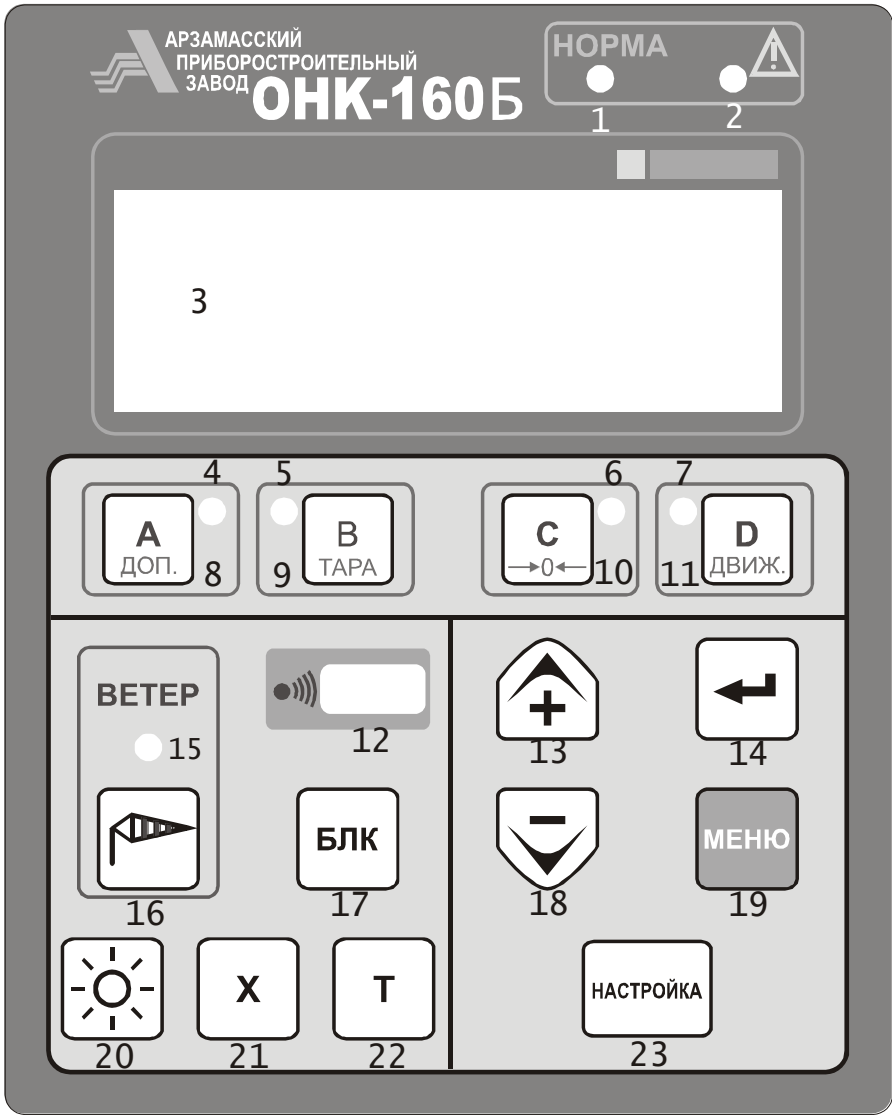 АРЗАМАССКИЙ
ПРИБОРОСТРОИТЕЛЬНЫЙ
ЗАВОД
ОНК-160Б
НОРМА
1 2
3
4 5 6 7
А В С D
ДОП. ТАРА →0← ДВИЖ.
8 9 10 11
ВЕТЕР
15
12
+
13
14
БЛК
–
МЕНЮ
16
17
18
19
Х Т
НАСТРОЙКА
20 21 22 23